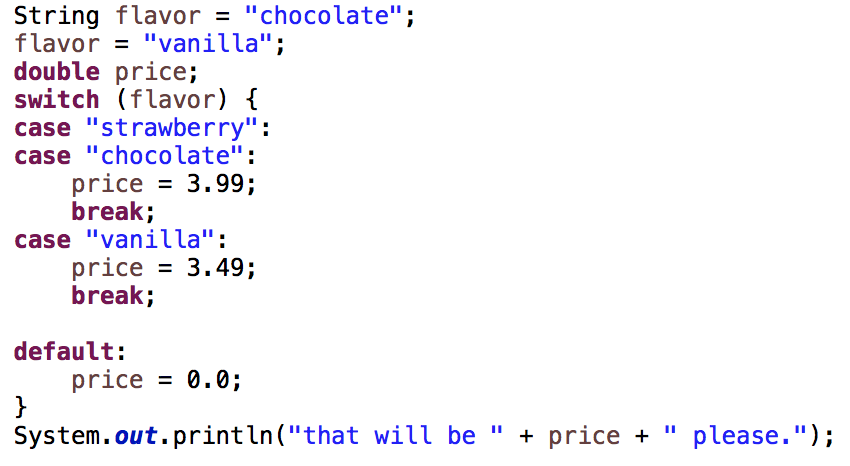 String flavor = "chocolate";
flavor = "vanilla";
double price;
switch (flavor) {
case "strawberry":
case "chocolate":
    price = 3.99;
    break;
case "vanilla":
    price = 3.49;
    break;

default:
    price = 0.0;
}
System.out.println("that will be " + price + " please.");